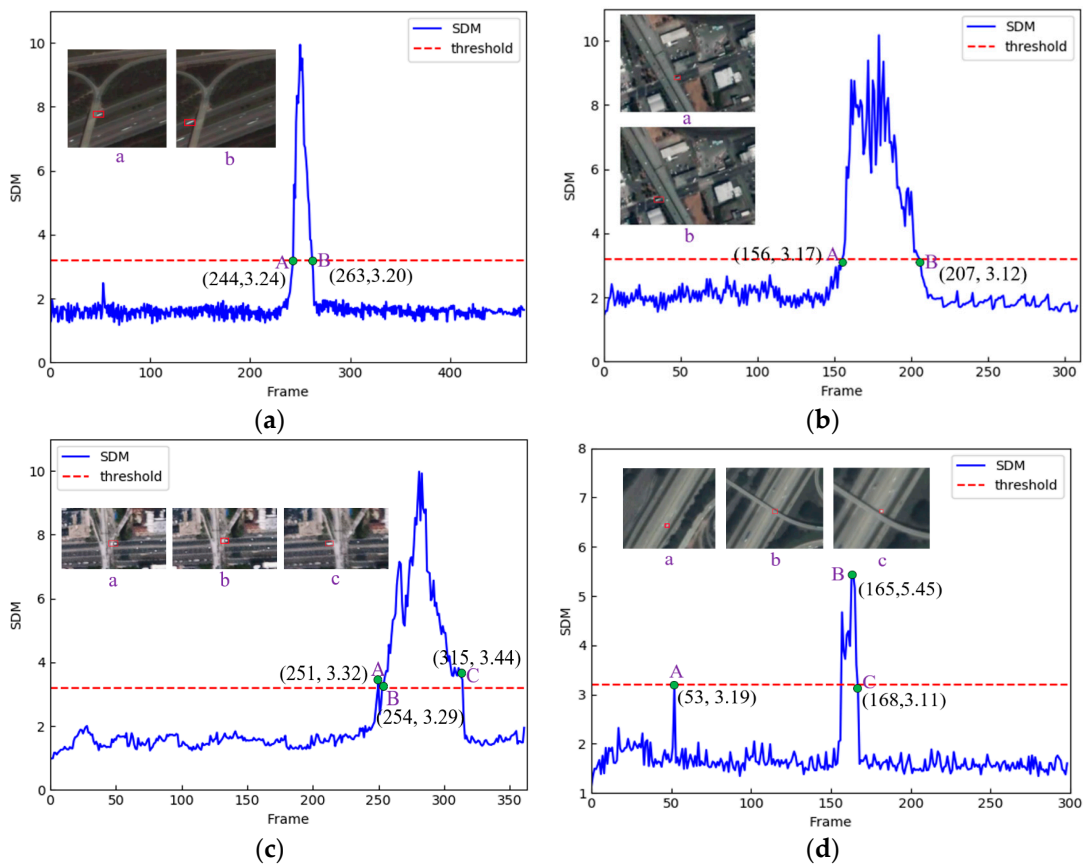 SDM
threshold
10
8
6
4
2
0
SDM
a
b
A
B
(244,3.24)
(263,3.20)
0
100
200
300
400
Frame
(a)
SDM
threshold
10
8
6
4
2
0
SDM
a
b
(156, 3.17)
A
B
(207, 3.12)
0
50
100
150
200
250
300
Frame
(b)
SDM
threshold
10
8
6
4
2
0
SDM
a
b
c
(251, 3.32)
A
B
(254, 3.29)
(315, 3.44)
C
0
50
100
150
200
250
300
350
Frame
(c)
SDM
threshold
8
7
6
5
4
3
2
1
SDM
a
b
c
B
(165,5.45)
A
(53, 3.19)
C
(168,3.11)
0
50
100
150
200
250
300
Frame
(d)